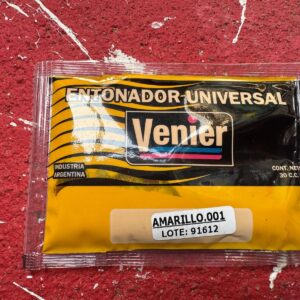 ENTONADOR UNIVERSAL
Venier
INDUSTRIA
ARGENTINA
CONT. NETO
30 C.C.
AMARILLO.001
LOTE: 91612